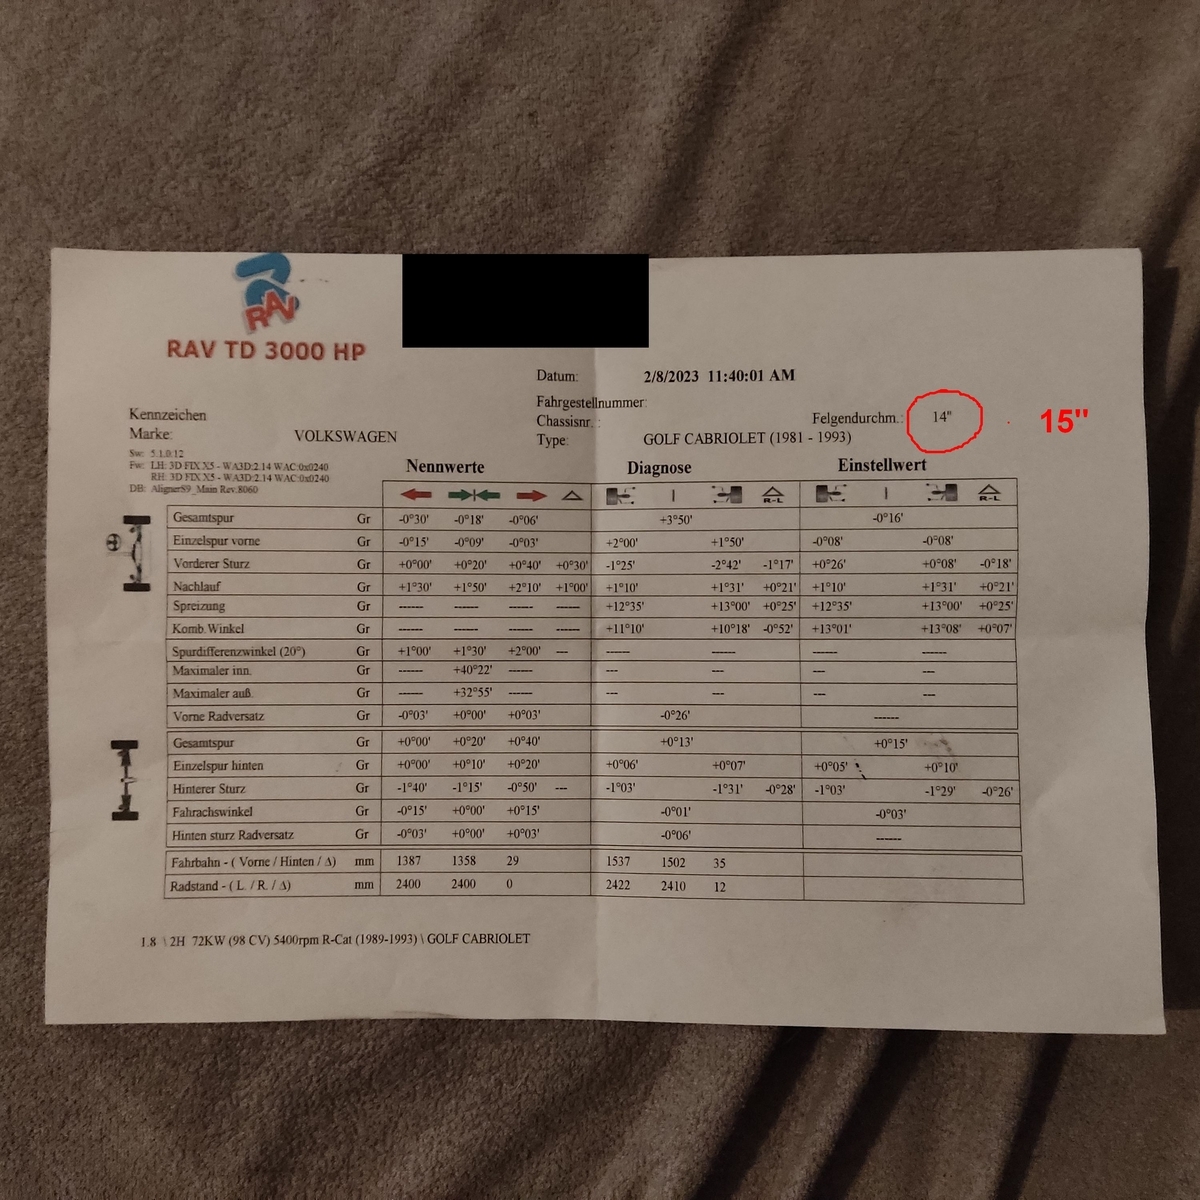 RAV
RAV TD 3000 HP
Datum: 2/8/2023 11:40:01 AM
Fahrgestellnummer:
Kennzeichen Chassisnr. : Felgendurchm.: 14" 15"
Marke: VOLKSWAGEN Type: GOLF CABRIOLET (1981 - 1993)
Sw: 5.1.0.12
Fw: LH: 3D FIX X5 - WA3D:2.14 WAC:0x0240
RH: 3D FIX X5 - WA3D:2.14 WAC:0x0240
DB: AlignerS9_Main Rev.8060
Nennwerte Diagnose Einstellwert
R-L R-L
Gesamtspur Gr -0°30' -0°18' -0°06' +3°50' -0°16'
Einzelspur vorne Gr -0°15' -0°09' -0°03' +2°00' +1°50' -0°08' -0°08'
Vorderer Sturz Gr +0°00' +0°20' +0°40' +0°30' -1°25' -2°42' -1°17' +0°26' +0°08' -0°18'
Nachlauf Gr +1°30' +1°50' +2°10' +1°00' +1°10' +1°31' +0°21' +1°10' +1°31' +0°21'
Spreizung Gr ------ ------ ------ ------ +12°35' +13°00' +0°25' +12°35' +13°00' +0°25'
Komb.Winkel Gr ------ ------ ------ ------ +11°10' +10°18' -0°52' +13°01' +13°08' +0°07'
Spurdifferenzwinkel (20°) Gr +1°00' +1°30' +2°00' --- ------ ------ ------ ------
Maximaler inn. Gr ------ +40°22' ------ --- --- --- ---
Maximaler auß. Gr ------ +32°55' ------ --- --- --- ---
Vorne Radversatz Gr -0°03' +0°00' +0°03' -0°26' ------
Gesamtspur Gr +0°00' +0°20' +0°40' +0°13' +0°15'
Einzelspur hinten Gr +0°00' +0°10' +0°20' +0°06' +0°07' +0°05' +0°10'
Hinterer Sturz Gr -1°40' -1°15' -0°50' --- -1°03' -1°31' -0°28' -1°03' -1°29' -0°26'
Fahrachswinkel Gr -0°15' +0°00' +0°15' -0°01' -0°03'
Hinten sturz Radversatz Gr -0°03' +0°00' +0°03' -0°06' ------
Fahrbahn - ( Vorne / Hinten / Δ) mm 1387 1358 29 1537 1502 35
Radstand - ( L. / R. / Δ) mm 2400 2400 0 2422 2410 12
1.8 \ 2H 72KW (98 CV) 5400rpm R-Cat (1989-1993) \ GOLF CABRIOLET